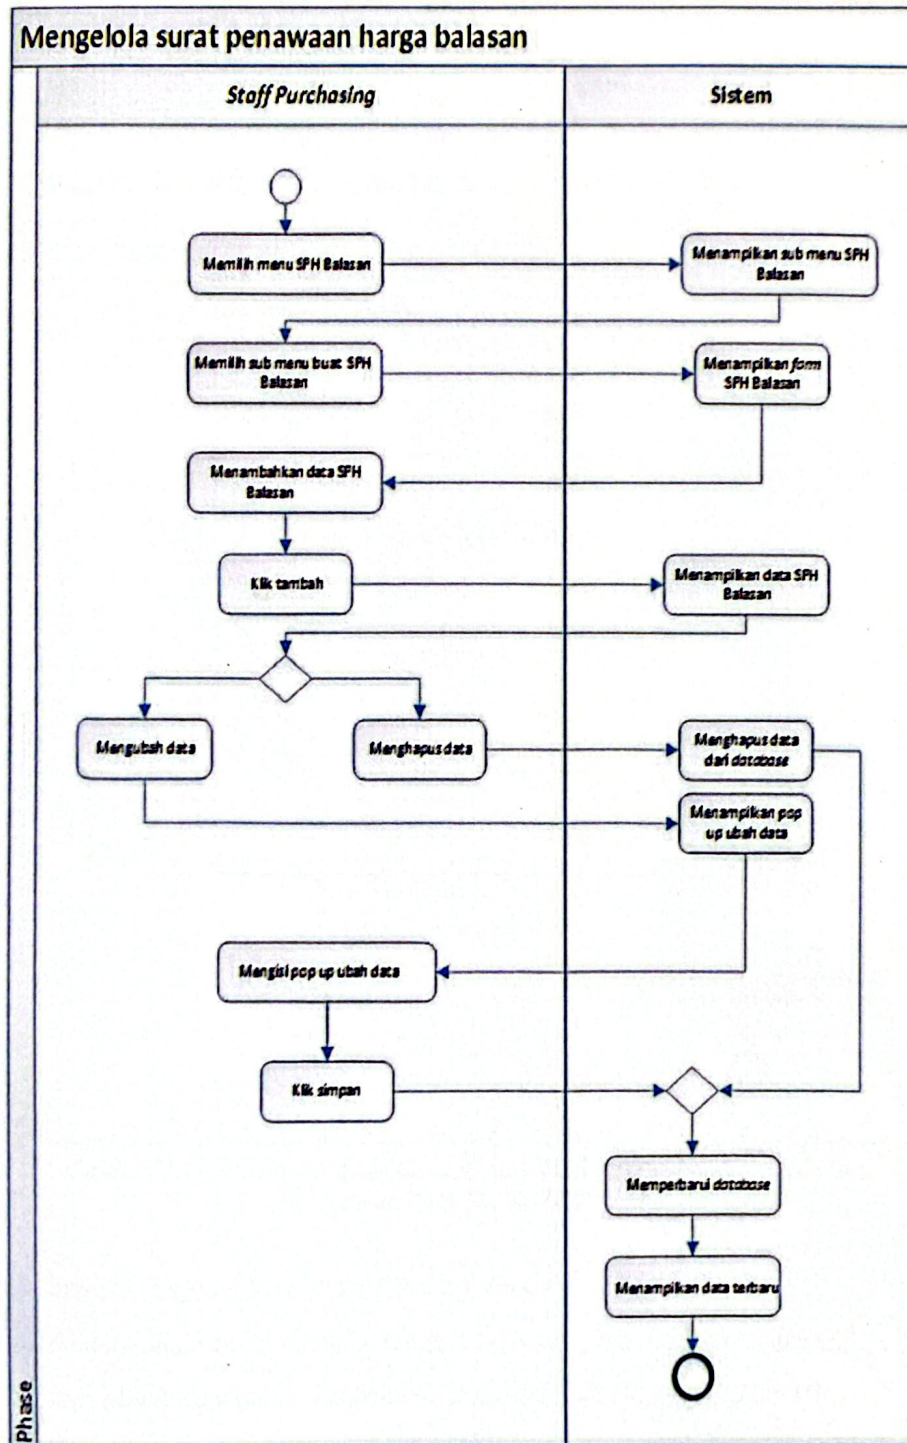 Mengelola surat penawaan harga balasan
Staff Purchasing
Sistem
Memilih menu SPH Balasan
Menampilkan sub menu SPH
Balasan
Memilih sub menu buat SPH
Balasan
Menampilkan form
SPH Balasan
Menambahkan data SPH
Balasan
Klik tambah
Menampilkan data SPH
Balasan
Mengubah data
Menghapus data
Menghapus data
dari database
Menampilkan pop
up ubah data
Mengisi pop up ubah data
Klik simpan
Memperbarui database
Menampilkan data terbaru
Phase